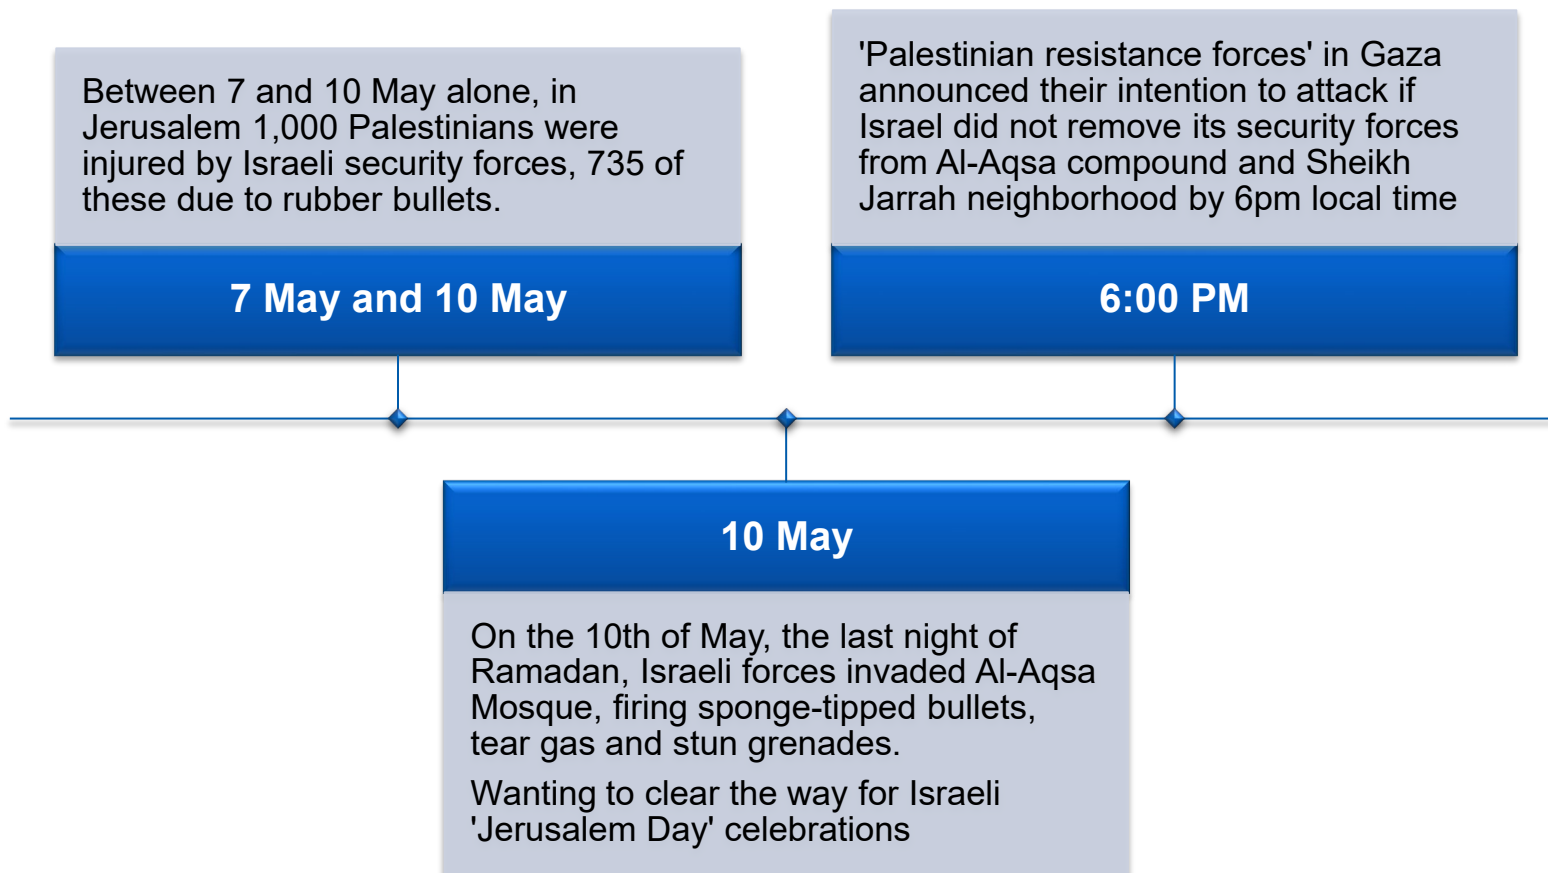 Between 7 and 10 May alone, in
Jerusalem 1,000 Palestinians were
injured by Israeli security forces, 735 of
these due to rubber bullets.
7 May and 10 May
10 May
On the 10th of May, the last night of
Ramadan, Israeli forces invaded Al-Aqsa
Mosque, firing sponge-tipped bullets,
tear gas and stun grenades.
Wanting to clear the way for Israeli
'Jerusalem Day' celebrations
'Palestinian resistance forces' in Gaza
announced their intention to attack if
Israel did not remove its security forces
from Al-Aqsa compound and Sheikh
Jarrah neighborhood by 6pm local time
6:00 PM